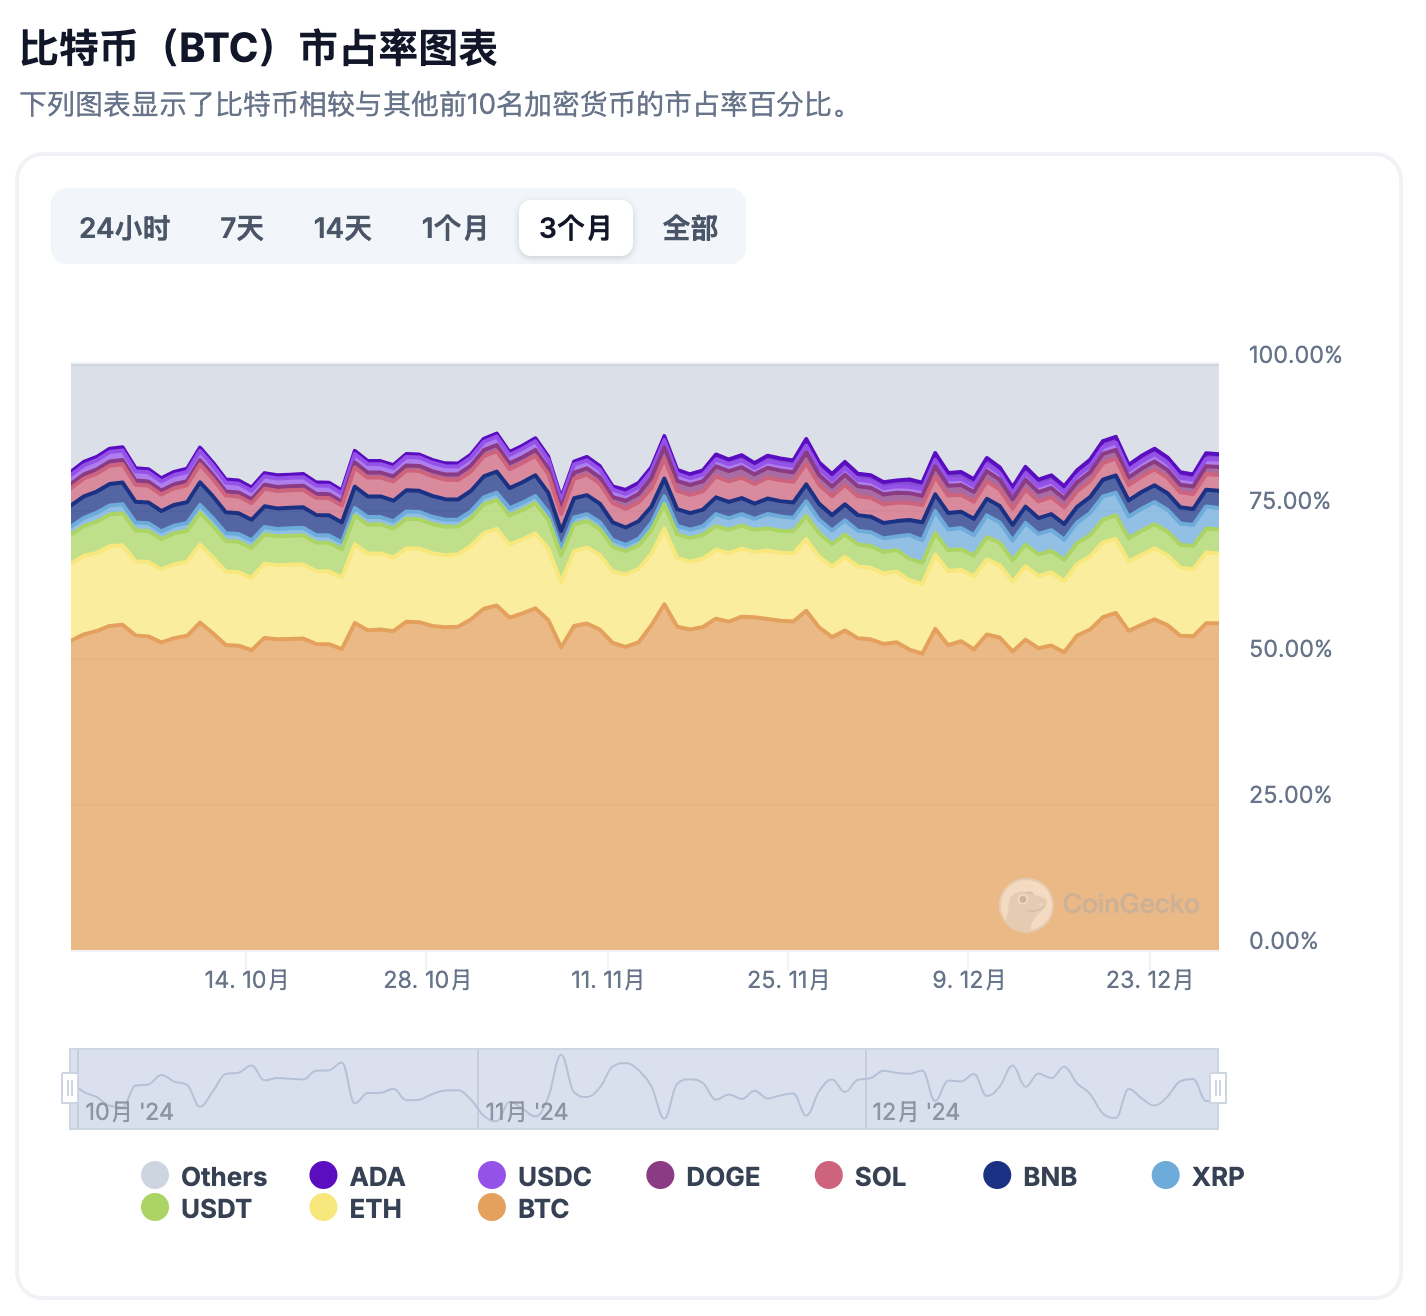 比特币（BTC）市占率图表
下列图表显示了比特币相较与其他前10名加密货币的市占率百分比。
24小时 7天 14天 1个月 3个月 全部
100.00%
75.00%
50.00%
25.00%
CoinGecko
0.00%
14. 10月 28. 10月 11. 11月 25. 11月 9. 12月 23. 12月
10月 '24 11月 '24 12月 '24
Others ADA USDC DOGE SOL BNB XRP
USDT ETH BTC